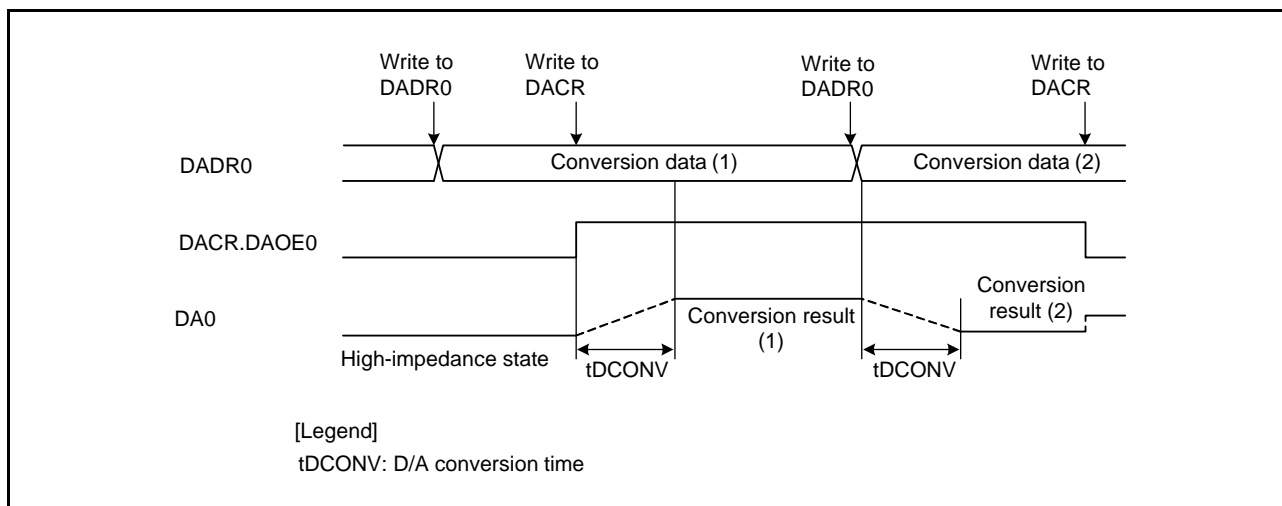 Write to
DADR0
Write to
DACR
Write to
DADR0
Write to
DACR
DADR0
Conversion data (1)
Conversion data (2)
DACR.DAOE0
DA0
Conversion result
(1)
Conversion
result (2)
High-impedance state
tDCONV
tDCONV
[Legend]
tDCONV: D/A conversion time